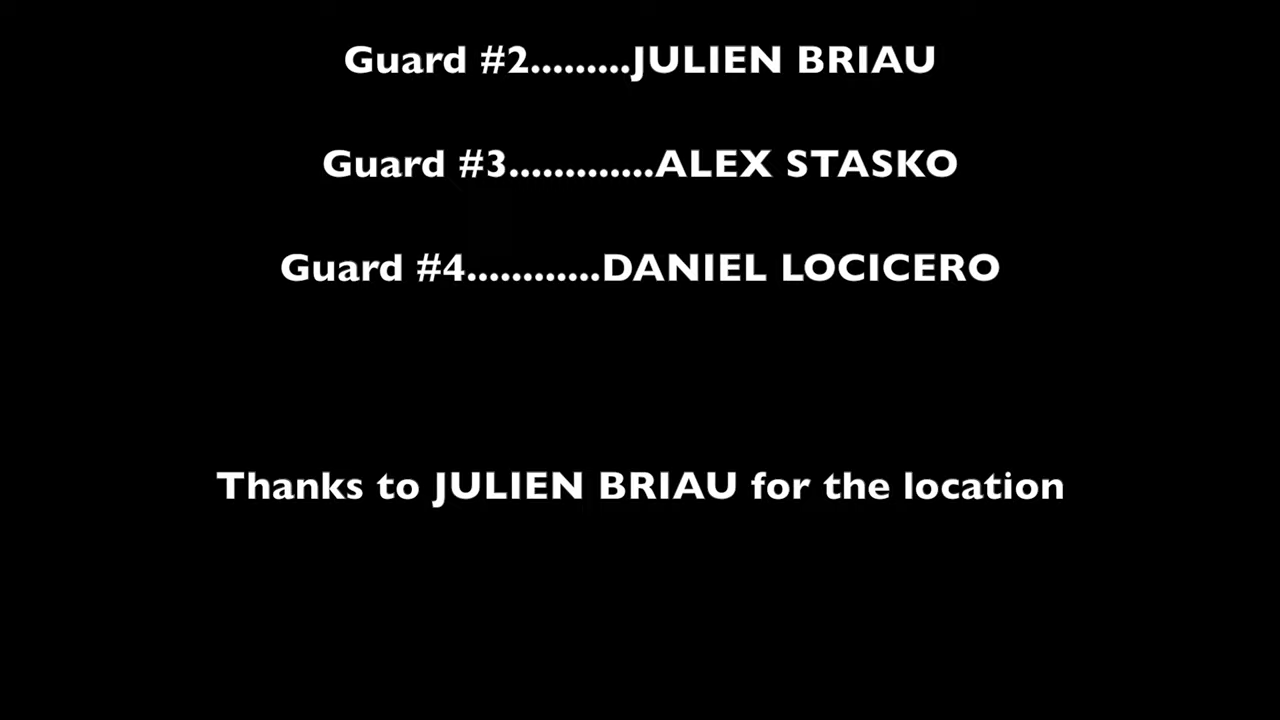 Guard #2.........JULIEN BRIAU
Guard #3.............ALEX STASKO
Guard #4............DANIEL LOCICERO
Thanks to JULIEN BRIAU for the location